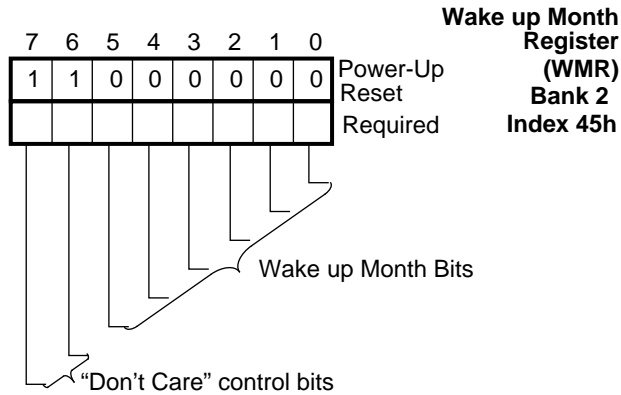 Wake up Month
Register
(WMR)
Bank 2
Index 45h
7 6 5 4 3 2 1 0
1 1 0 0 0 0 0 0 Power-Up
Reset
Required
Wake up Month Bits
“Don’t Care” control bits